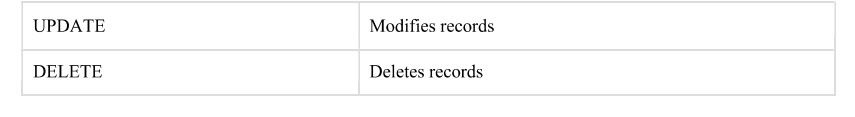 UPDATE Modifies records
DELETE Deletes records